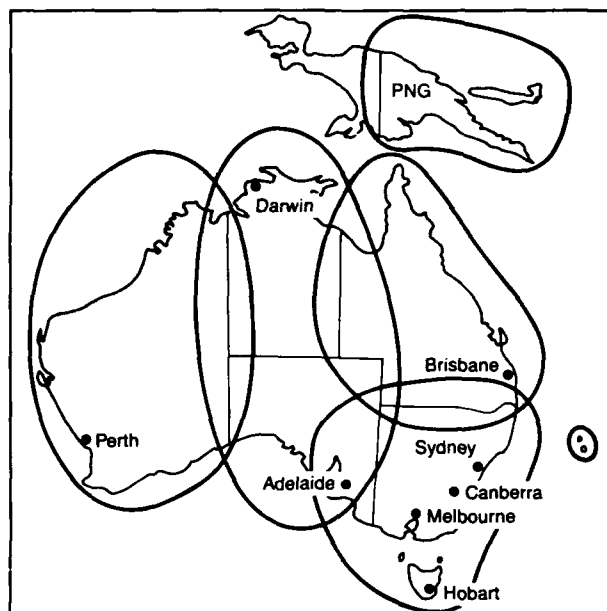 PNG
Darwin
Brisbane
Perth
Sydney
Adelaide
Canberra
Melbourne
Hobart